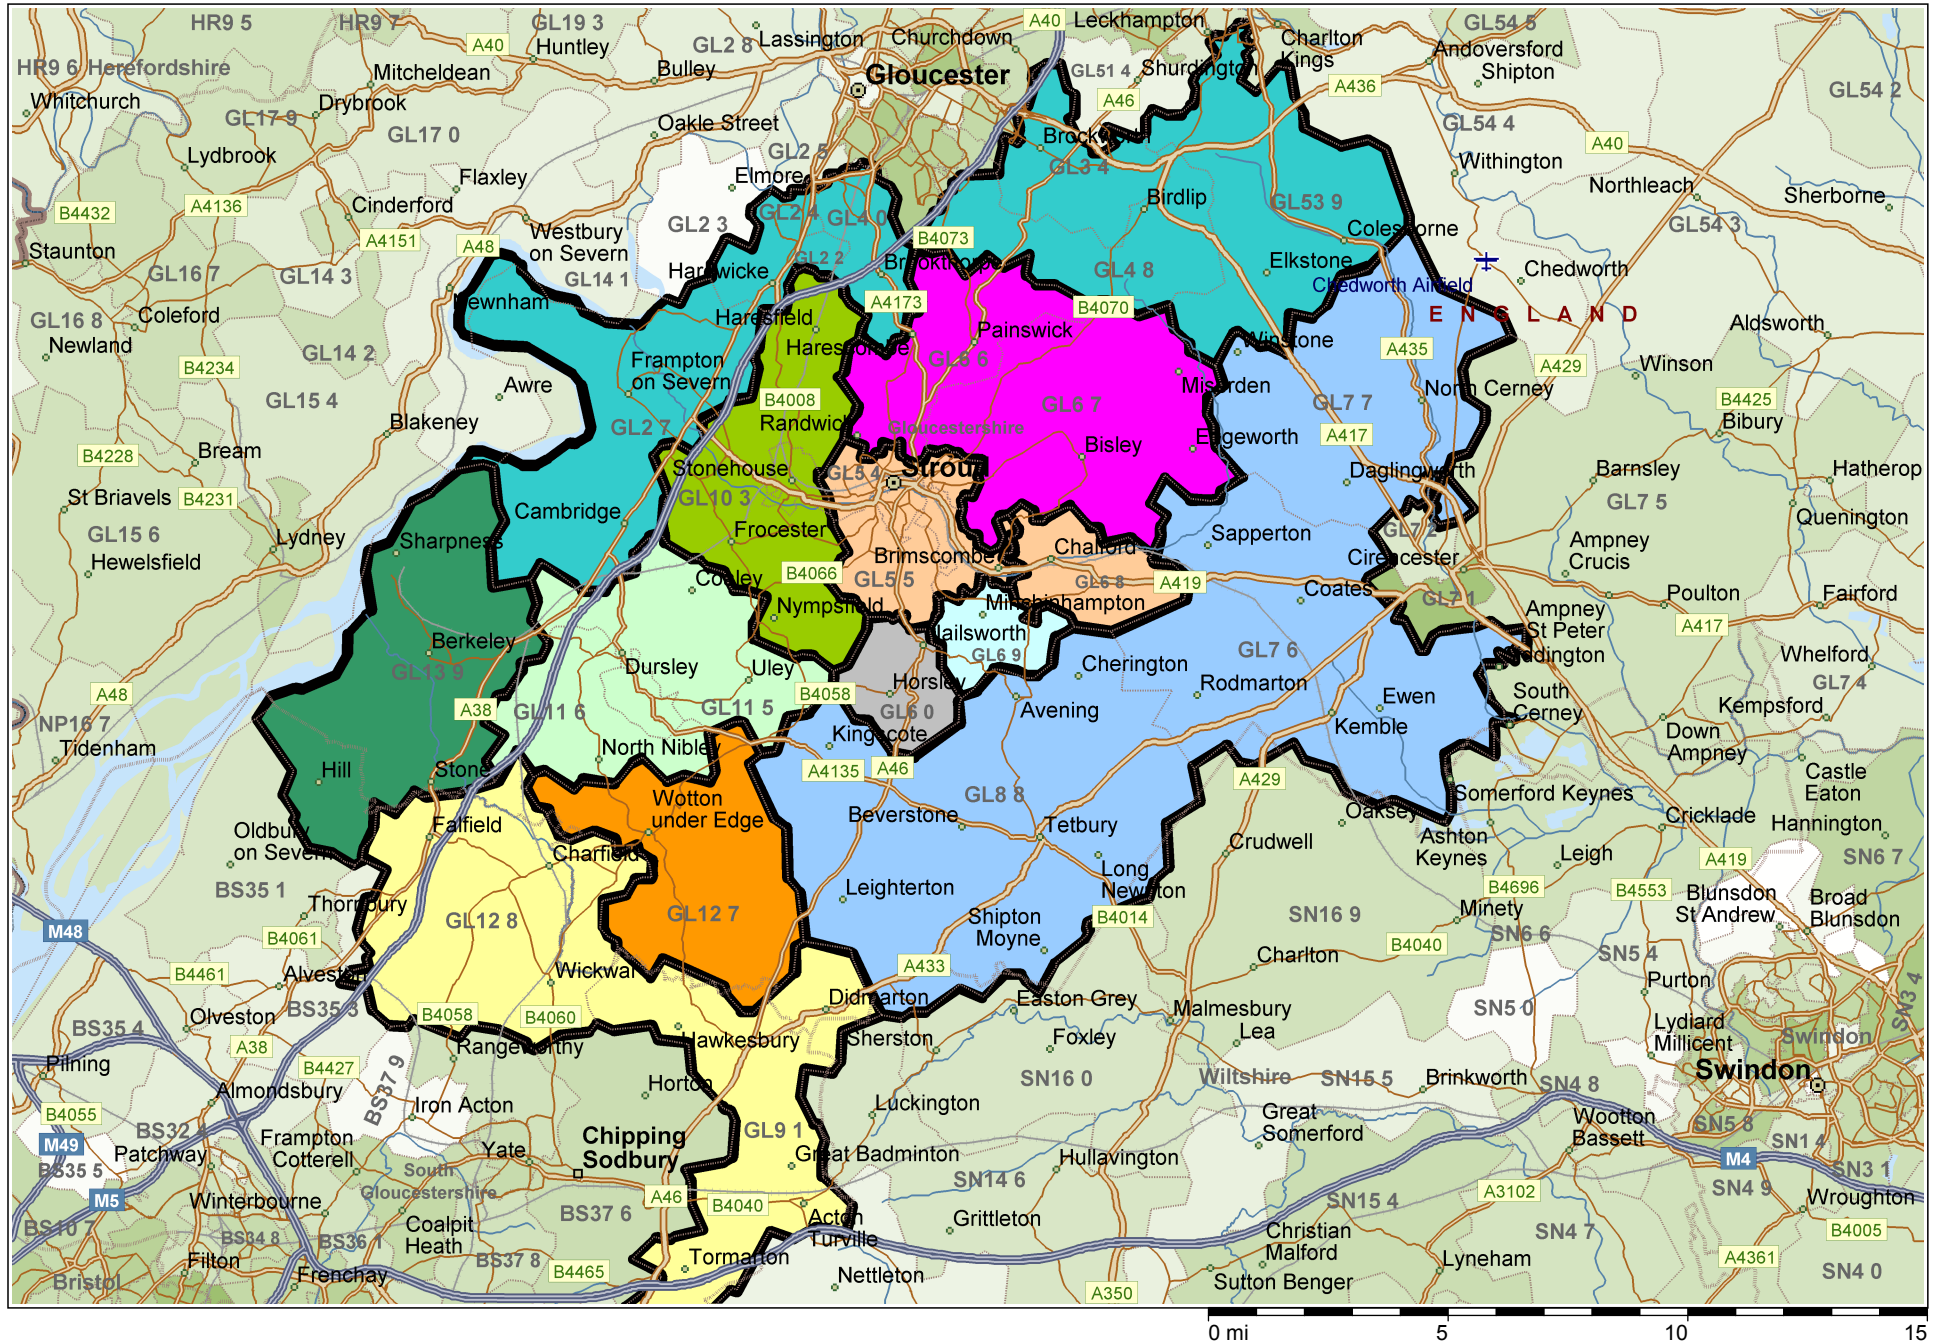 HR9 5
HR9 7
GL19 3
A40
Huntley
GL2 8
Lassington
Churchdown
A40
Leckhampton
Charlton
Kings
GL54 5
Andoversford
Shipton
HR9 6
Herefordshire
Mitcheldean
Bulley
Gloucester
GL51 4
Shurdington
A46
A436
GL54 2
Whitchurch
Drybrook
GL17 9
GL17 0
Oakle Street
GL2 5
GL54 4
A40
Lydbrook
Elmore
GL3 4
Withington
Flaxley
Birdlip
GL53 9
Northleach
Sherborne
B4432
A4136
Cinderford
GL2 3
GL2 4
GL4 0
GL54 3
Staunton
A4151
A48
Westbury
on Severn
B4073
Colesborne
GL16 7
GL14 3
GL14 1
Hardwicke
GL2 2
Brookthorpe
GL4 8
Elkstone
Chedworth
Chedworth Airfield
Newnham
A4173
B4070
ENGLAND
GL16 8
Coleford
Newland
Haresfield
Painswick
Winstone
Aldsworth
GL14 2
Harescombe
GL6 6
A435
A429
Winson
B4234
Frampton
on Severn
Awre
Miserden
North Cerney
GL15 4
B4008
GL6 7
GL7 7
B4425
Bibury
Blakeney
GL2 7
Randwick
Gloucestershire
A417
B4228
Bream
Bisley
Edgeworth
Stonehouse
GL5 4
Stroud
Daglingworth
Barnsley
Hatherop
St Briavels
B4231
GL10 3
GL7 5
Quenington
GL15 6
Lydney
Cambridge
Frocester
Sapperton
GL7 2
Hewelsfield
Sharpness
Brimscombe
Chalford
Cirencester
Ampney
Crucis
Coaley
B4066
GL5 5
GL6 8
A419
Coates
GL7 1
Poulton
Fairford
Nympsfield
Minchinhampton
Ampney
St Peter
A417
Berkeley
Nailsworth
Siddington
GL13 9
Dursley
Uley
GL6 9
Cherington
GL7 6
Whelford
GL7 4
A48
A38
GL11 6
GL11 5
B4058
Horsley
Rodmarton
Ewen
South
Cerney
Kempsford
NP16 7
Tidenham
GL6 0
Avening
Kemble
Down
Ampney
North Nibley
Kingscote
Hill
Stone
A4135
A46
A429
Castle
Eaton
Wotton
under Edge
GL8 8
Somerford Keynes
Oldbury
on Severn
Falfield
Beverstone
Tetbury
Oaksey
Ashton
Keynes
Cricklade
Hannington
Charfield
Crudwell
Leigh
A419
SN6 7
BS35 1
Leighterton
Long
Newnton
B4696
B4553
Blunsdon
St Andrew
Broad
Blunsdon
Thornbury
GL12 8
GL12 7
Shipton
Moyne
B4014
SN16 9
Minety
M48
B4061
B4040
SN6 6
SN5 4
B4461
Alveston
Wickwar
A433
Charlton
Purton
BS35 3
Didmarton
Easton Grey
Malmesbury
SN5 0
SN3 4
BS35 4
Olveston
B4058
B4060
Lea
Lydiard
Millicent
Swindon
A38
Rangeworthy
Hawkesbury
Sherston
Foxley
Pilning
B4427
BS37 9
Horton
SN16 0
Wiltshire
SN15 5
Brinkworth
SN4 8
Swindon
Almondsbury
Iron Acton
Luckington
B4055
BS32 4
Great
Somerford
Wootton
Bassett
SN5 8
SN1 4
M49
Patchway
Frampton
Cotterell
Yate
Chipping
Sodbury
GL9 1
Great Badminton
Hullavington
M4
SN3 1
BS35 5
South
Gloucestershire
SN14 6
M5
Winterbourne
A46
B4040
SN15 4
A3102
SN4 9
Wroughton
BS10 7
BS34 8
BS36 1
Coalpit
Heath
BS37 6
Acton
Turville
Grittleton
Christian
Malford
SN4 7
B4005
Filton
BS37 8
Tormarton
Lyneham
A4361
Bristol
Frenchay
B4465
Nettleton
A350
Sutton Benger
SN4 0
0 mi
5
10
15